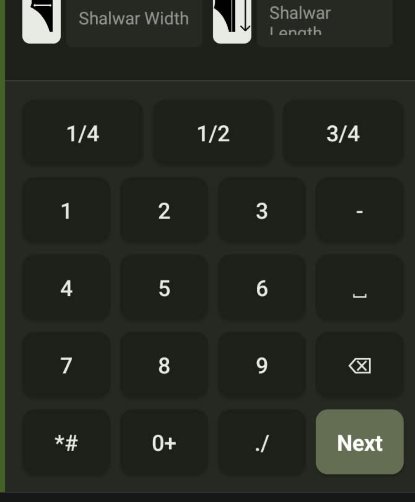 Shalwar Width
Shalwar
Length
1/4 1/2 3/4
1 2 3 -
4 5 6 ⎵
7 8 9
*# 0+ ./ Next